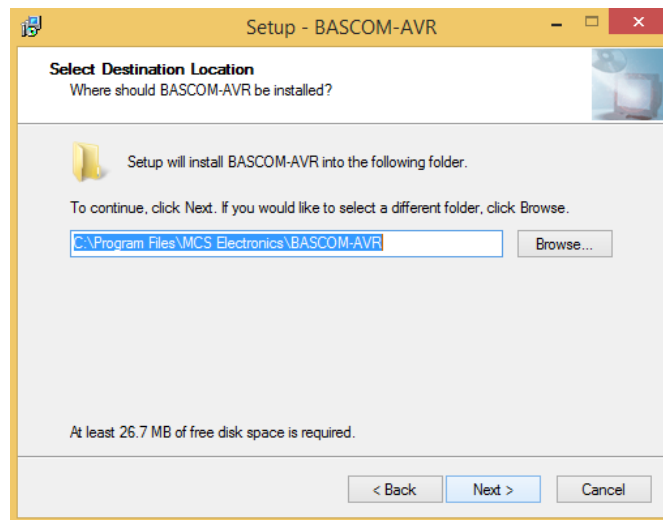 Setup - BASCOM-AVR
Select Destination Location
Where should BASCOM-AVR be installed?
Setup will install BASCOM-AVR into the following folder.
To continue, click Next. If you would like to select a different folder, click Browse.
C:\Program Files\MCS Electronics\BASCOM-AVR
Browse...
At least 26.7 MB of free disk space is required.
< Back
Next >
Cancel